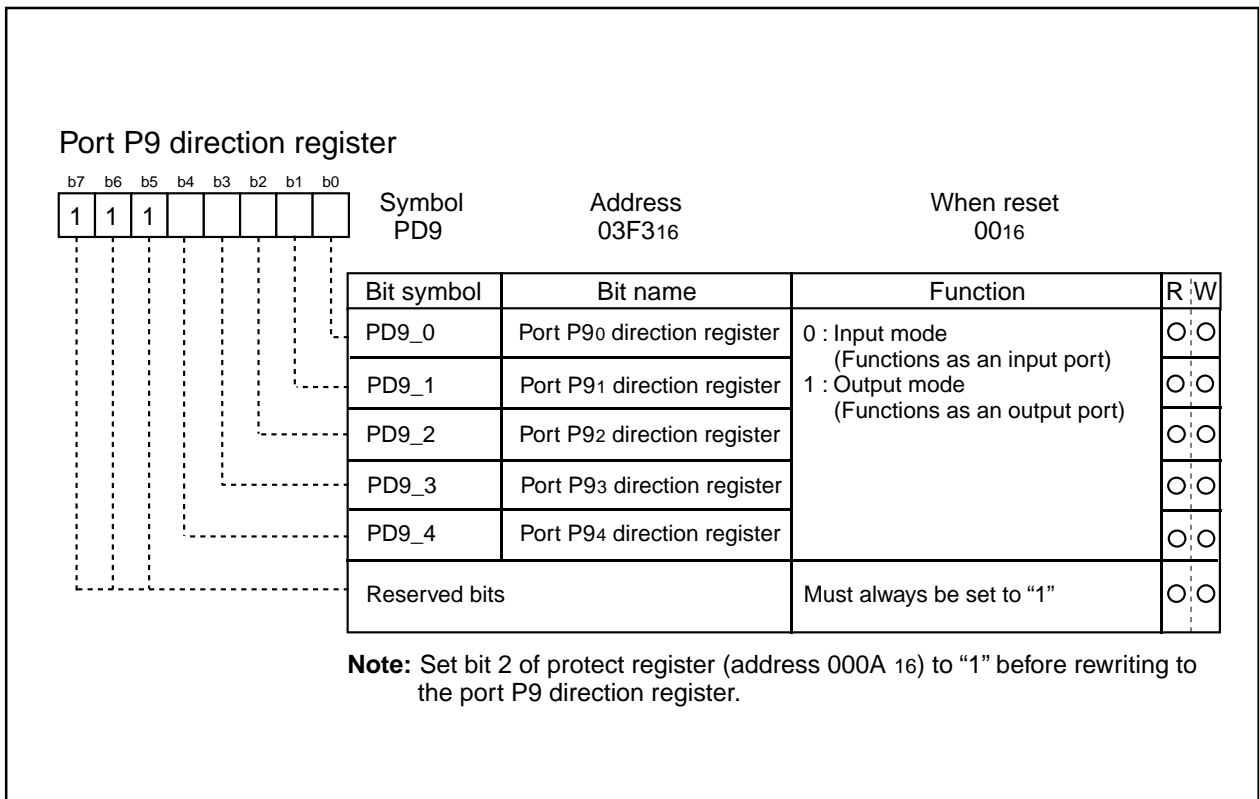 Port P9 direction register
b7 b6 b5 b4 b3 b2 b1 b0
1 1 1
Symbol Address When reset
PD9 03F316 0016
Bit symbol Bit name Function R W
PD9_0 Port P90 direction register 0 : Input mode
(Functions as an input port)
PD9_1 Port P91 direction register 1 : Output mode
(Functions as an output port)
PD9_2 Port P92 direction register
PD9_3 Port P93 direction register
PD9_4 Port P94 direction register
Reserved bits Must always be set to “1”
Note: Set bit 2 of protect register (address 000A 16) to “1” before rewriting to
the port P9 direction register.